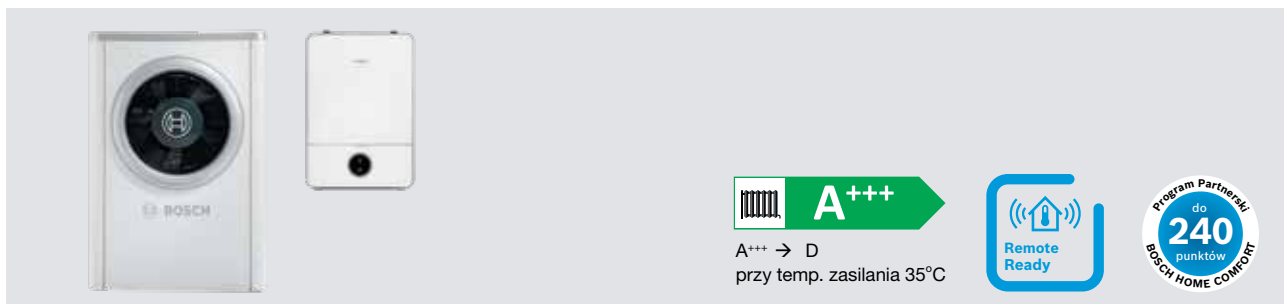 BOSCH
A+++
A+++ → D
przy temp. zasilania 35°C
Remote
Ready
Program Partnerski
do
240
punktów
BOSCH HOME COMFORT